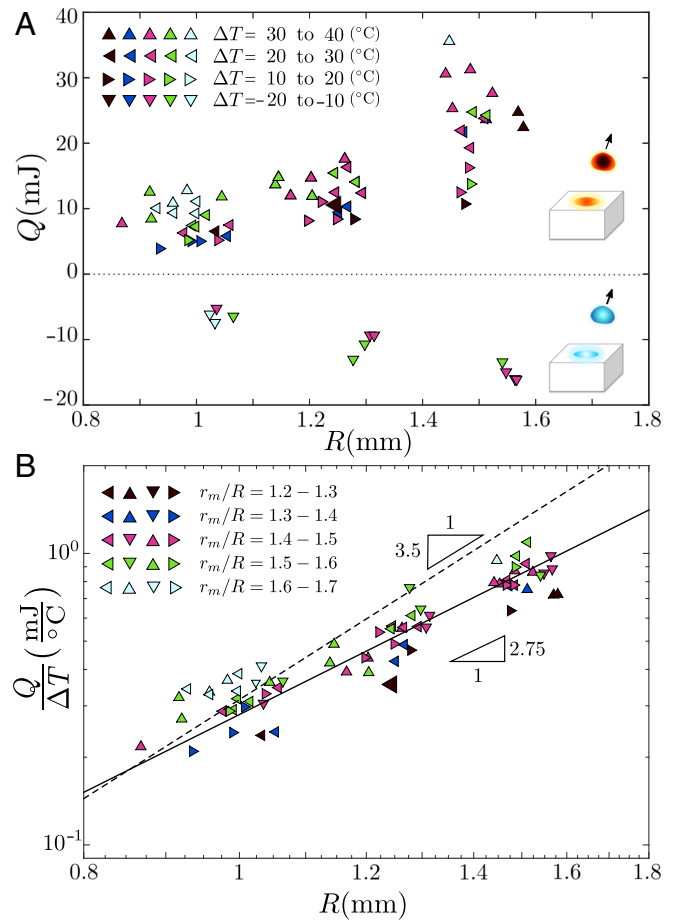 A
40
30
20
10
0
−10
−20
Q(mJ)
ΔT= 30 to 40 (°C)
ΔT= 20 to 30 (°C)
ΔT= 10 to 20 (°C)
ΔT=−20 to −10 (°C)
0.8 1 1.2 1.4 1.6 1.8
R(mm)
B
10⁰
10⁻¹
Q/ΔT (mJ/°C)
r_m/R = 1.2 − 1.3
r_m/R = 1.3 − 1.4
r_m/R = 1.4 − 1.5
r_m/R = 1.5 − 1.6
r_m/R = 1.6 − 1.7
1
3.5
2.75
1
0.8 1 1.2 1.4 1.6 1.8
R(mm)